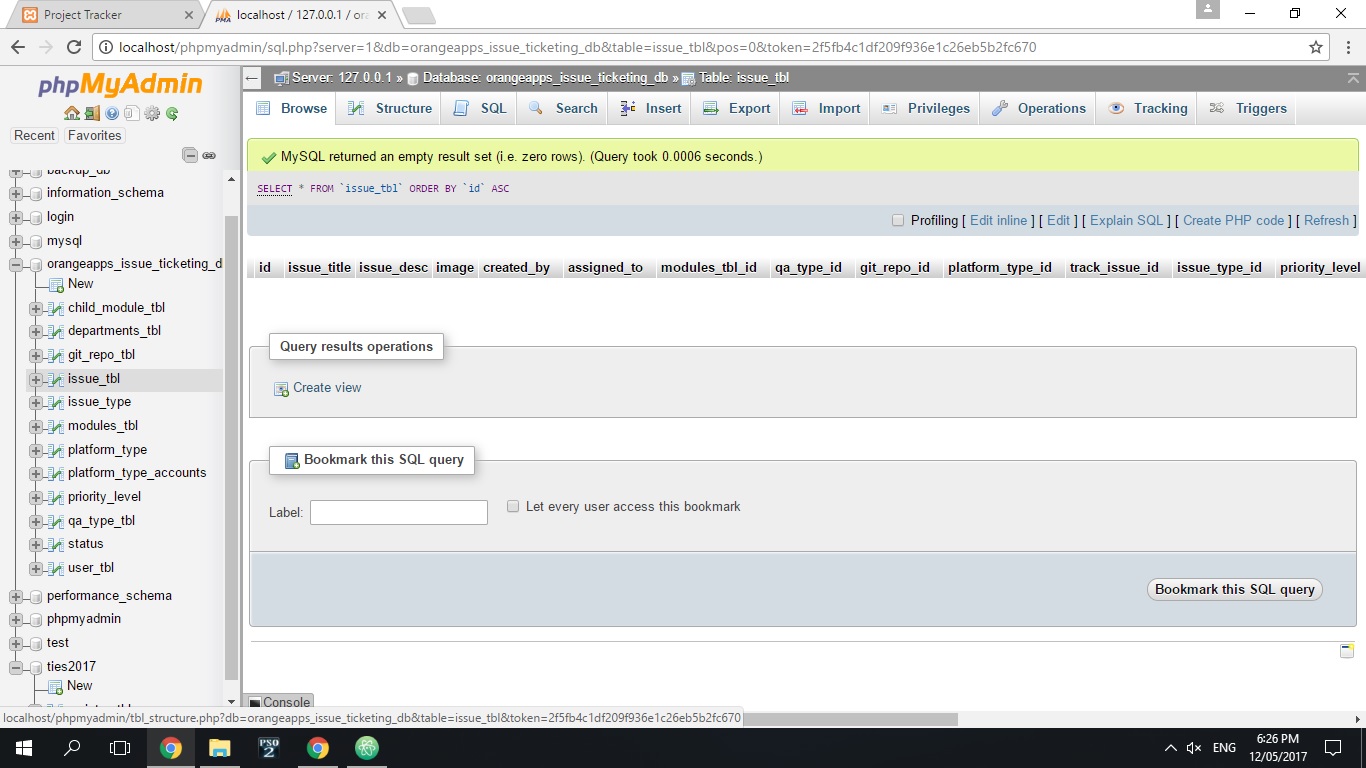 Project Tracker
localhost / 127.0.0.1 / ora
localhost/phpmyadmin/sql.php?server=1&db=orangeapps_issue_ticketing_db&table=issue_tbl&pos=0&token=2f5fb4c1df209f936e1c26eb5b2fc670
phpMyAdmin
Recent Favorites
backup_db
information_schema
login
mysql
orangeapps_issue_ticketing_d
New
child_module_tbl
departments_tbl
git_repo_tbl
issue_tbl
issue_type
modules_tbl
platform_type
platform_type_accounts
priority_level
qa_type_tbl
status
user_tbl
performance_schema
phpmyadmin
test
ties2017
New
Server: 127.0.0.1 » Database: orangeapps_issue_ticketing_db » Table: issue_tbl
Browse Structure SQL Search Insert Export Import Privileges Operations Tracking Triggers
MySQL returned an empty result set (i.e. zero rows). (Query took 0.0006 seconds.)
SELECT * FROM `issue_tbl` ORDER BY `id` ASC
Profiling [ Edit inline ] [ Edit ] [ Explain SQL ] [ Create PHP code ] [ Refresh ]
id issue_title issue_desc image created_by assigned_to modules_tbl_id qa_type_id git_repo_id platform_type_id track_issue_id issue_type_id priority_level
Query results operations
Create view
Bookmark this SQL query
Label: Let every user access this bookmark
Bookmark this SQL query
Console
localhost/phpmyadmin/tbl_structure.php?db=orangeapps_issue_ticketing_db&table=issue_tbl&token=2f5fb4c1df209f936e1c26eb5b2fc670
PSO
2
ENG
6:26 PM
12/05/2017